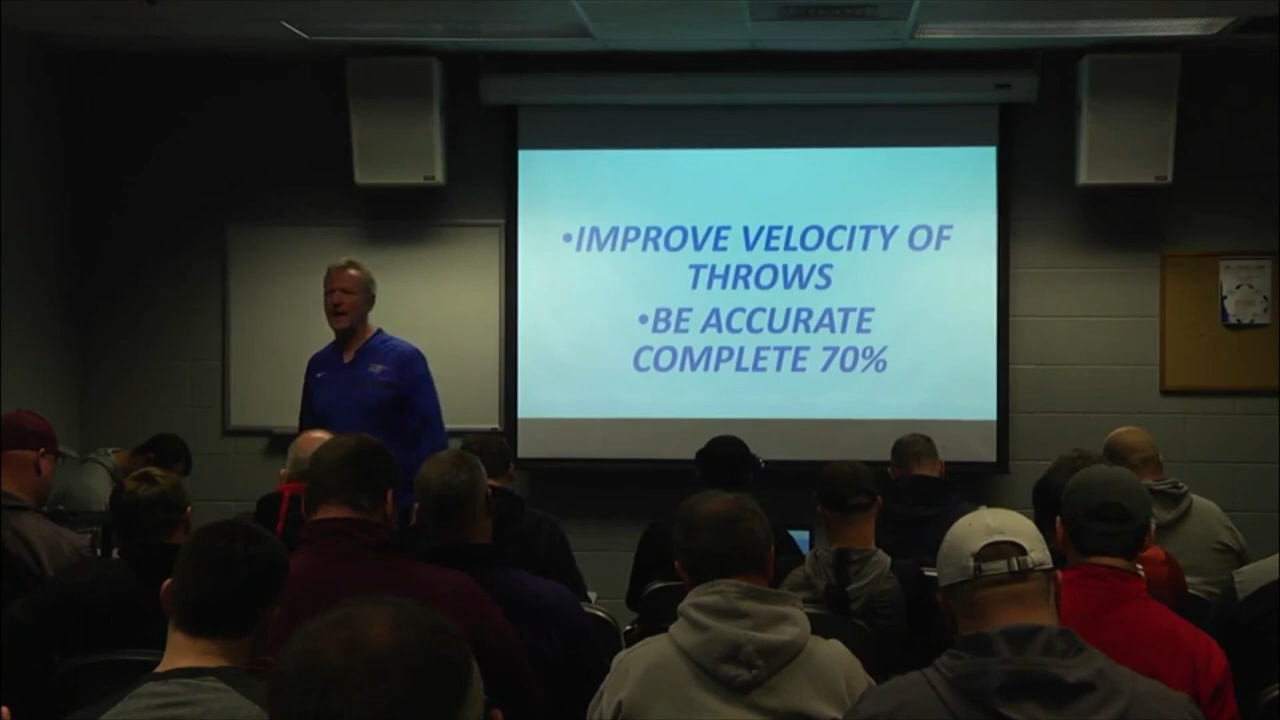 •IMPROVE VELOCITY OF
THROWS
•BE ACCURATE
COMPLETE 70%